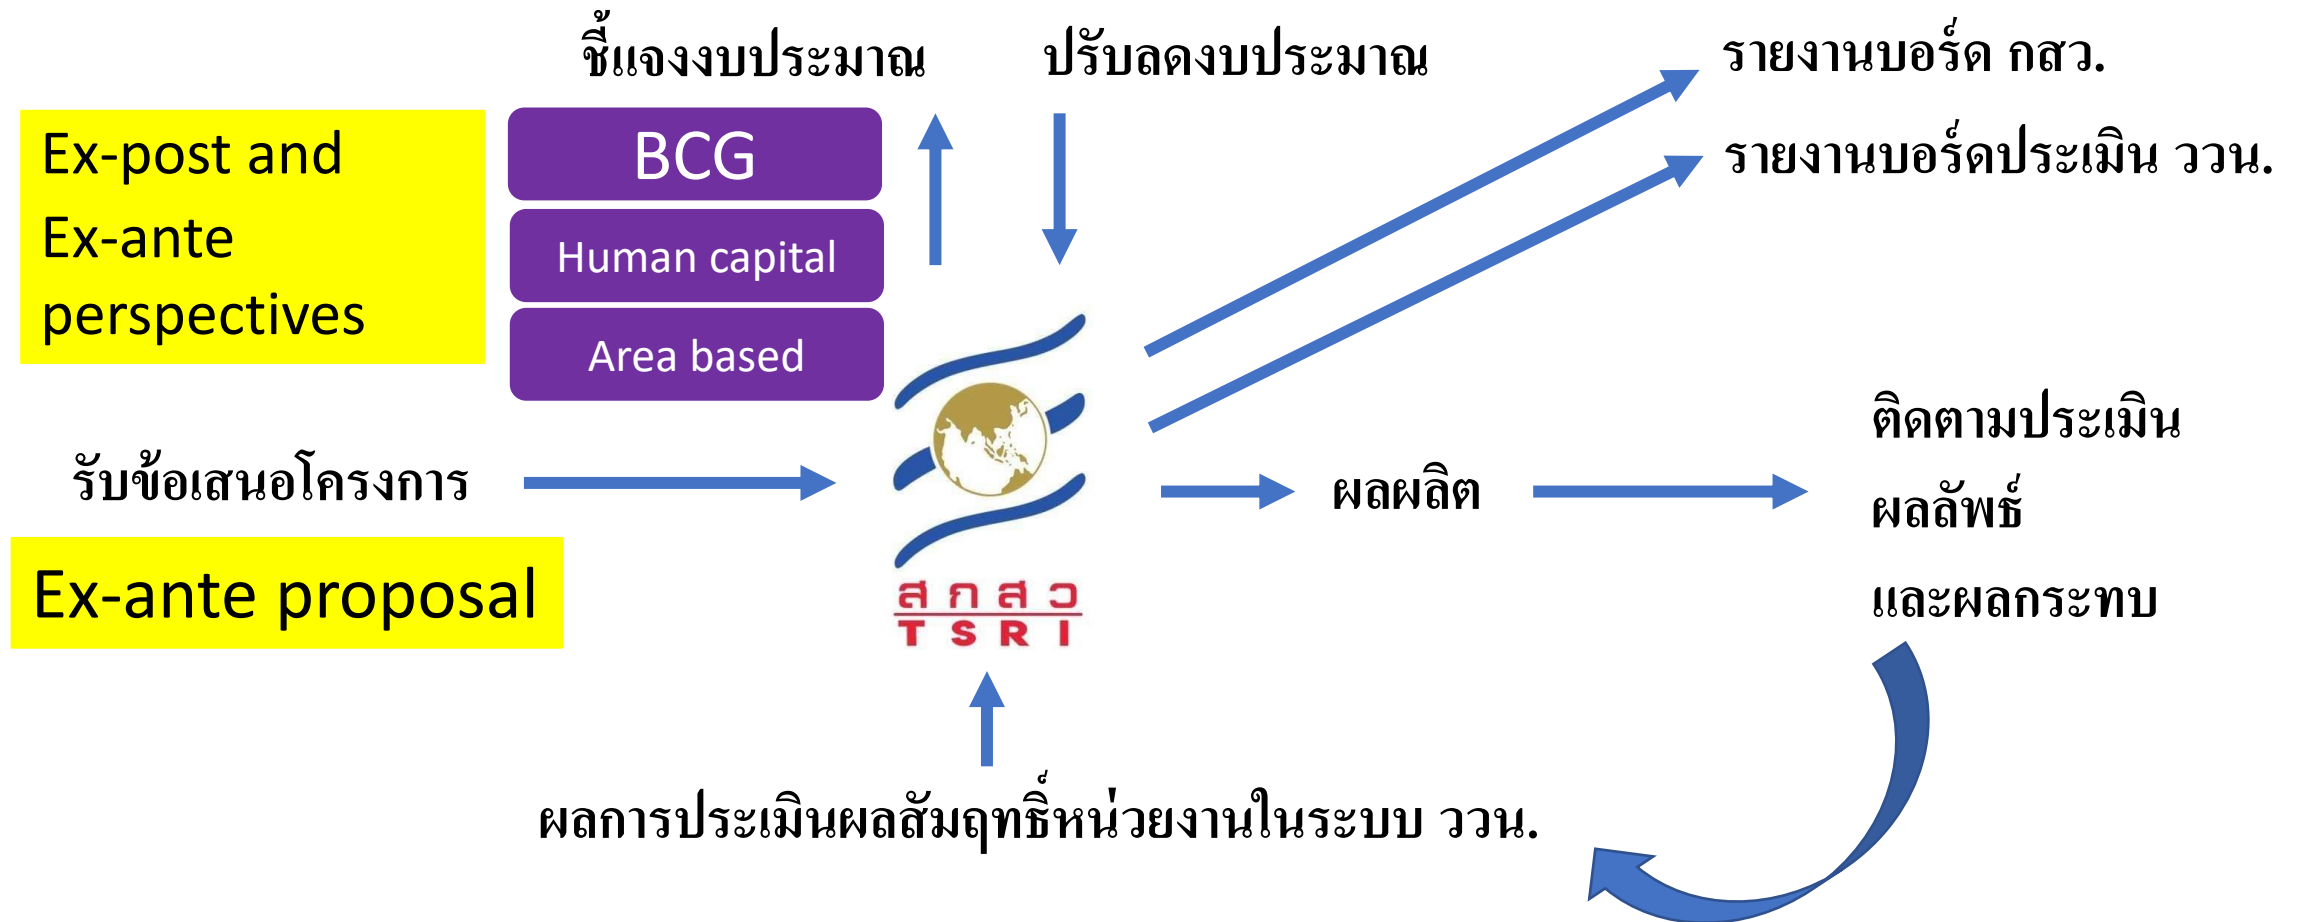 ชี้แจงงบประมาณ
ปรับลดงบประมาณ
รายงานบอร์ด กสว.
รายงานบอร์ดประเมิน ววน.
Ex-post and
Ex-ante
perspectives
BCG
Human capital
Area based
รับข้อเสนอโครงการ
Ex-ante proposal
สกสว
TSRI
ผลผลิต
ติดตามประเมิน
ผลลัพธ์
และผลกระทบ
ผลการประเมินผลสัมฤทธิ์หน่วยงานในระบบ ววน.